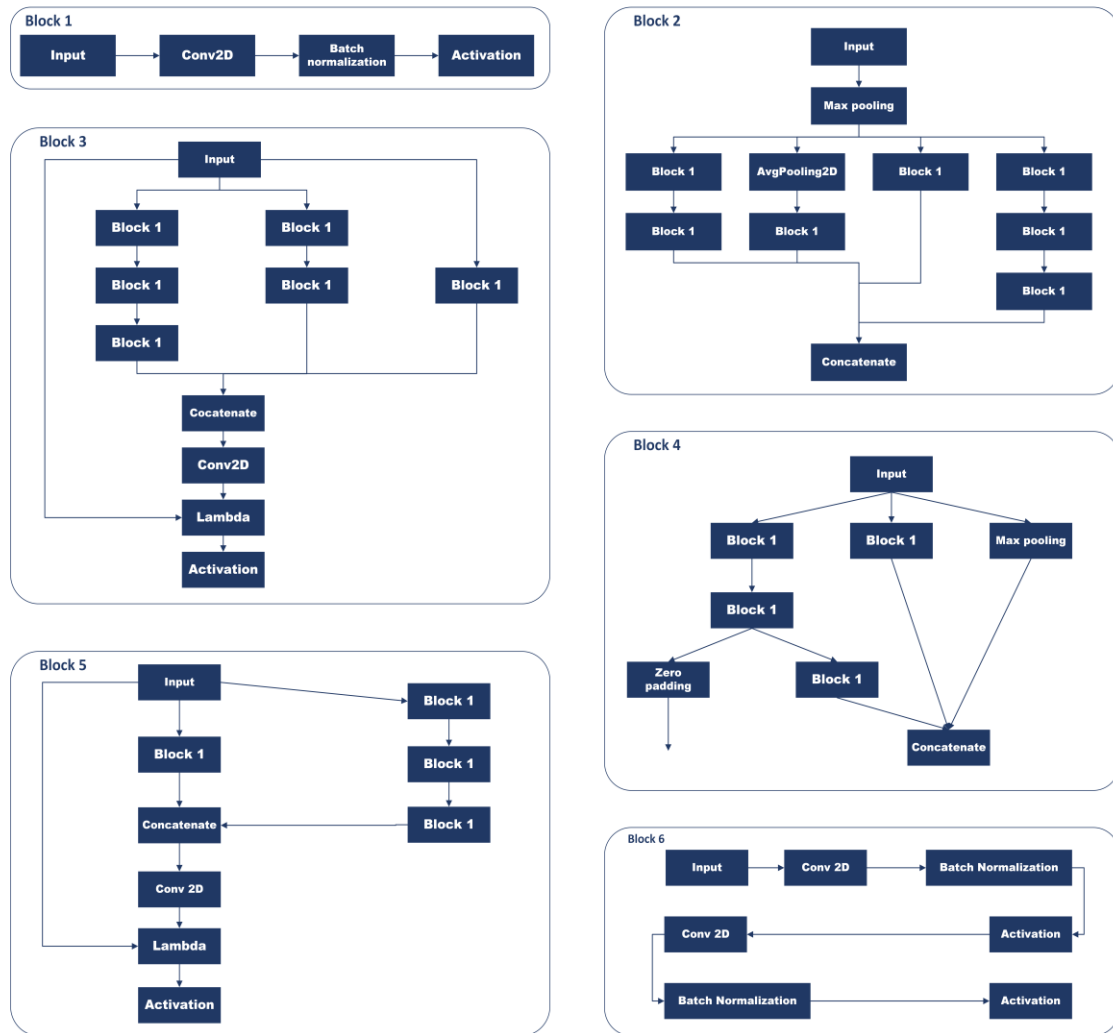 Block 1
Input
Conv2D
Batch
normalization
Activation
Block 2
Input
Max pooling
Block 1
AvgPooling2D
Block 1
Block 1
Block 1
Block 1
Block 1
Block 1
Concatenate
Block 3
Input
Block 1
Block 1
Block 1
Block 1
Block 1
Block 1
Cocatenate
Conv2D
Lambda
Activation
Block 4
Input
Block 1
Block 1
Max pooling
Block 1
Zero
padding
Block 1
Concatenate
Block 5
Input
Block 1
Block 1
Block 1
Concatenate
Block 1
Conv 2D
Lambda
Activation
Block 6
Input
Conv 2D
Batch Normalization
Conv 2D
Activation
Batch Normalization
Activation